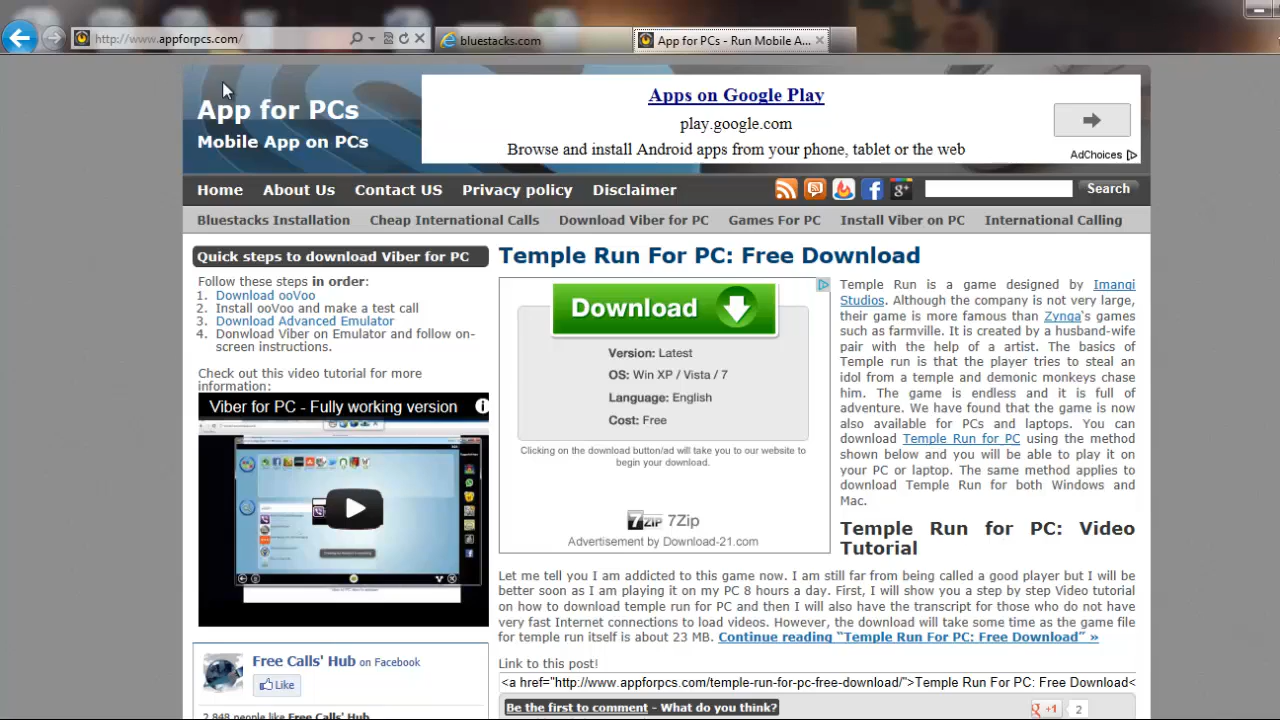 http://www.appforpcs.com/
bluestacks.com
App for PCs - Run Mobile A...
App for PCs
Mobile App on PCs
Apps on Google Play
play.google.com
Browse and install Android apps from your phone, tablet or the web
AdChoices
Home About Us Contact US Privacy policy Disclaimer
Search
Bluestacks Installation Cheap International Calls Download Viber for PC Games For PC Install Viber on PC International Calling
Quick steps to download Viber for PC
Follow these steps in order:
1. Download ooVoo
2. Install ooVoo and make a test call
3. Download Advanced Emulator
4. Donwload Viber on Emulator and follow on-
screen instructions.
Check out this video tutorial for more
information:
Viber for PC - Fully working version
Free Calls' Hub on Facebook
Like
2,848 people like Free Calls' Hub
Temple Run For PC: Free Download
Download
Version: Latest
OS: Win XP / Vista / 7
Language: English
Cost: Free
Clicking on the download button/ad will take you to our website to
begin your download.
7ZIP 7Zip
Advertisement by Download-21.com
Temple Run is a game designed by Imangi
Studios. Although the company is not very large,
their game is more famous than Zynga`s games
such as farmville. It is created by a husband-wife
pair with the help of a artist. The basics of
Temple run is that the player tries to steal an
idol from a temple and demonic monkeys chase
him. The game is endless and it is full of
adventure. We have found that the game is now
also available for PCs and laptops. You can
download Temple Run for PC using the method
shown below and you will be able to play it on
your PC or laptop. The same method applies to
download Temple Run for both Windows and
Mac.
Temple Run for PC: Video
Tutorial
Let me tell you I am addicted to this game now. I am still far from being called a good player but I will be
better soon as I am playing it on my PC 8 hours a day. First, I will show you a step by step Video tutorial
on how to download temple run for PC and then I will also have the transcript for those who do not have
very fast Internet connections to load videos. However, the download will take some time as the game file
for temple run itself is about 23 MB. Continue reading “Temple Run For PC: Free Download” »
Link to this post!
<a href="http://www.appforpcs.com/temple-run-for-pc-free-download/">Temple Run For PC: Free Download<
Be the first to comment - What do you think?
+1 2